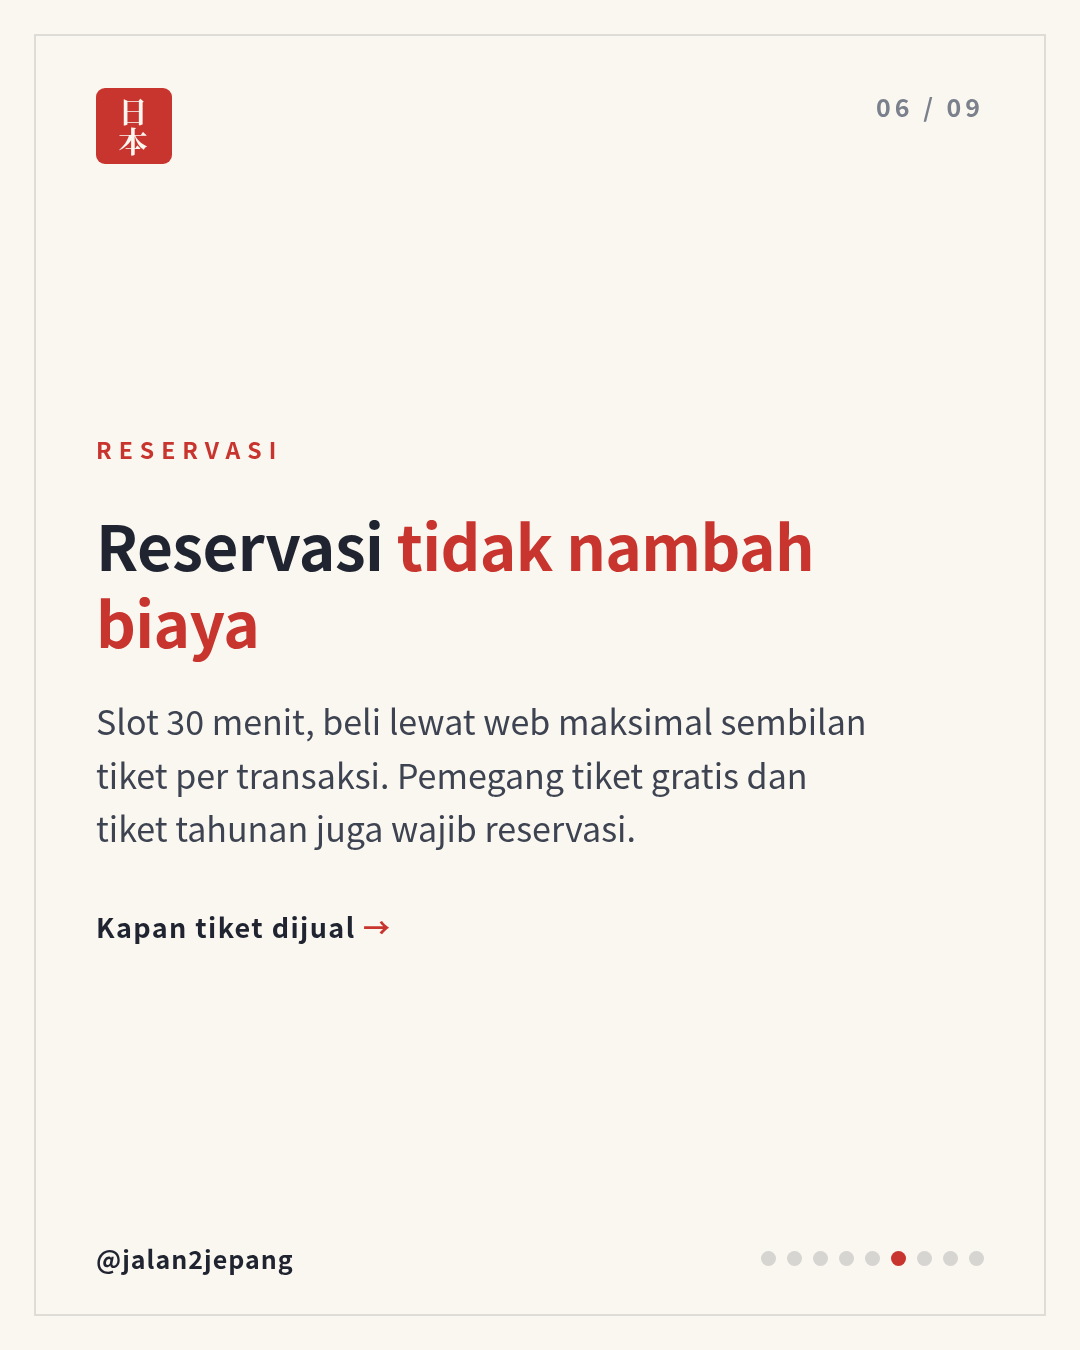 日本
06 / 09
RESERVASI
Reservasi tidak nambah
biaya
Slot 30 menit, beli lewat web maksimal sembilan
tiket per transaksi. Pemegang tiket gratis dan
tiket tahunan juga wajib reservasi.
Kapan tiket dijual →
@jalan2jepang